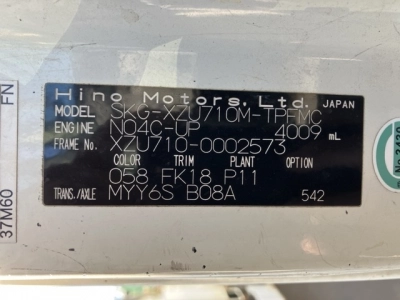 Hino Motors, Ltd. JAPAN
MODEL SKG-XZU710M-TPFMC
ENGINE N04C-UP 4009 mL
FRAME No. XZU710-0002573
COLOR TRIM PLANT OPTION
058 FK18 P11
TRANS./AXLE MYY6S B08A 542
37M60 FN